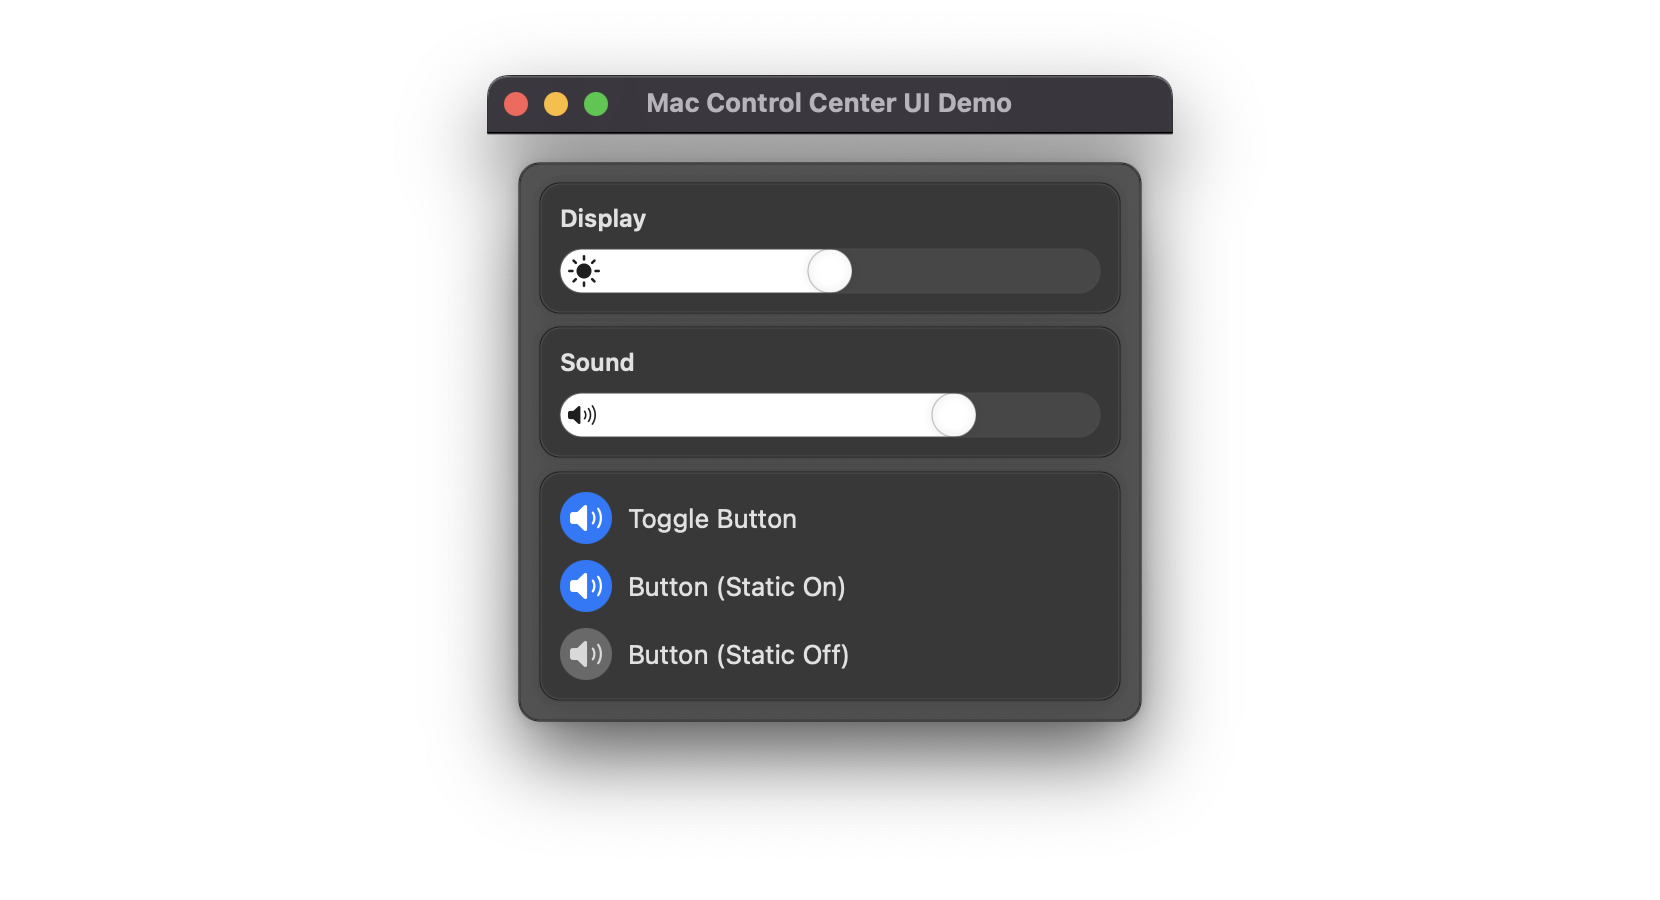 Mac Control Center UI Demo
Display
Sound
Toggle Button
Button (Static On)
Button (Static Off)